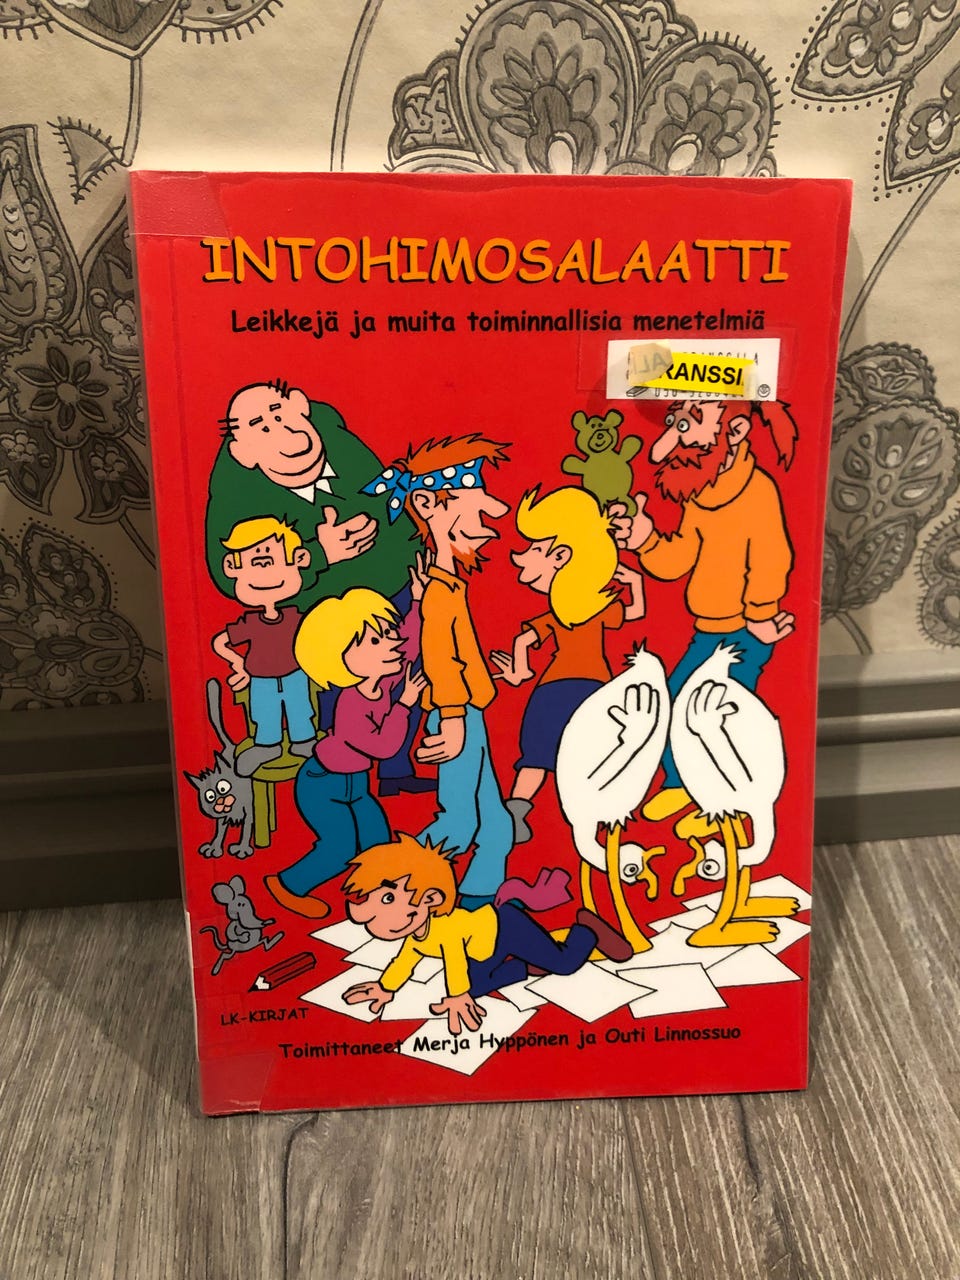 INTOHIMOSALAATTI
Leikkejä ja muita toiminnallisia menetelmiä
RANSSI
LK-KIRJAT
Toimittaneet Merja Hyppönen ja Outi Linnossuo